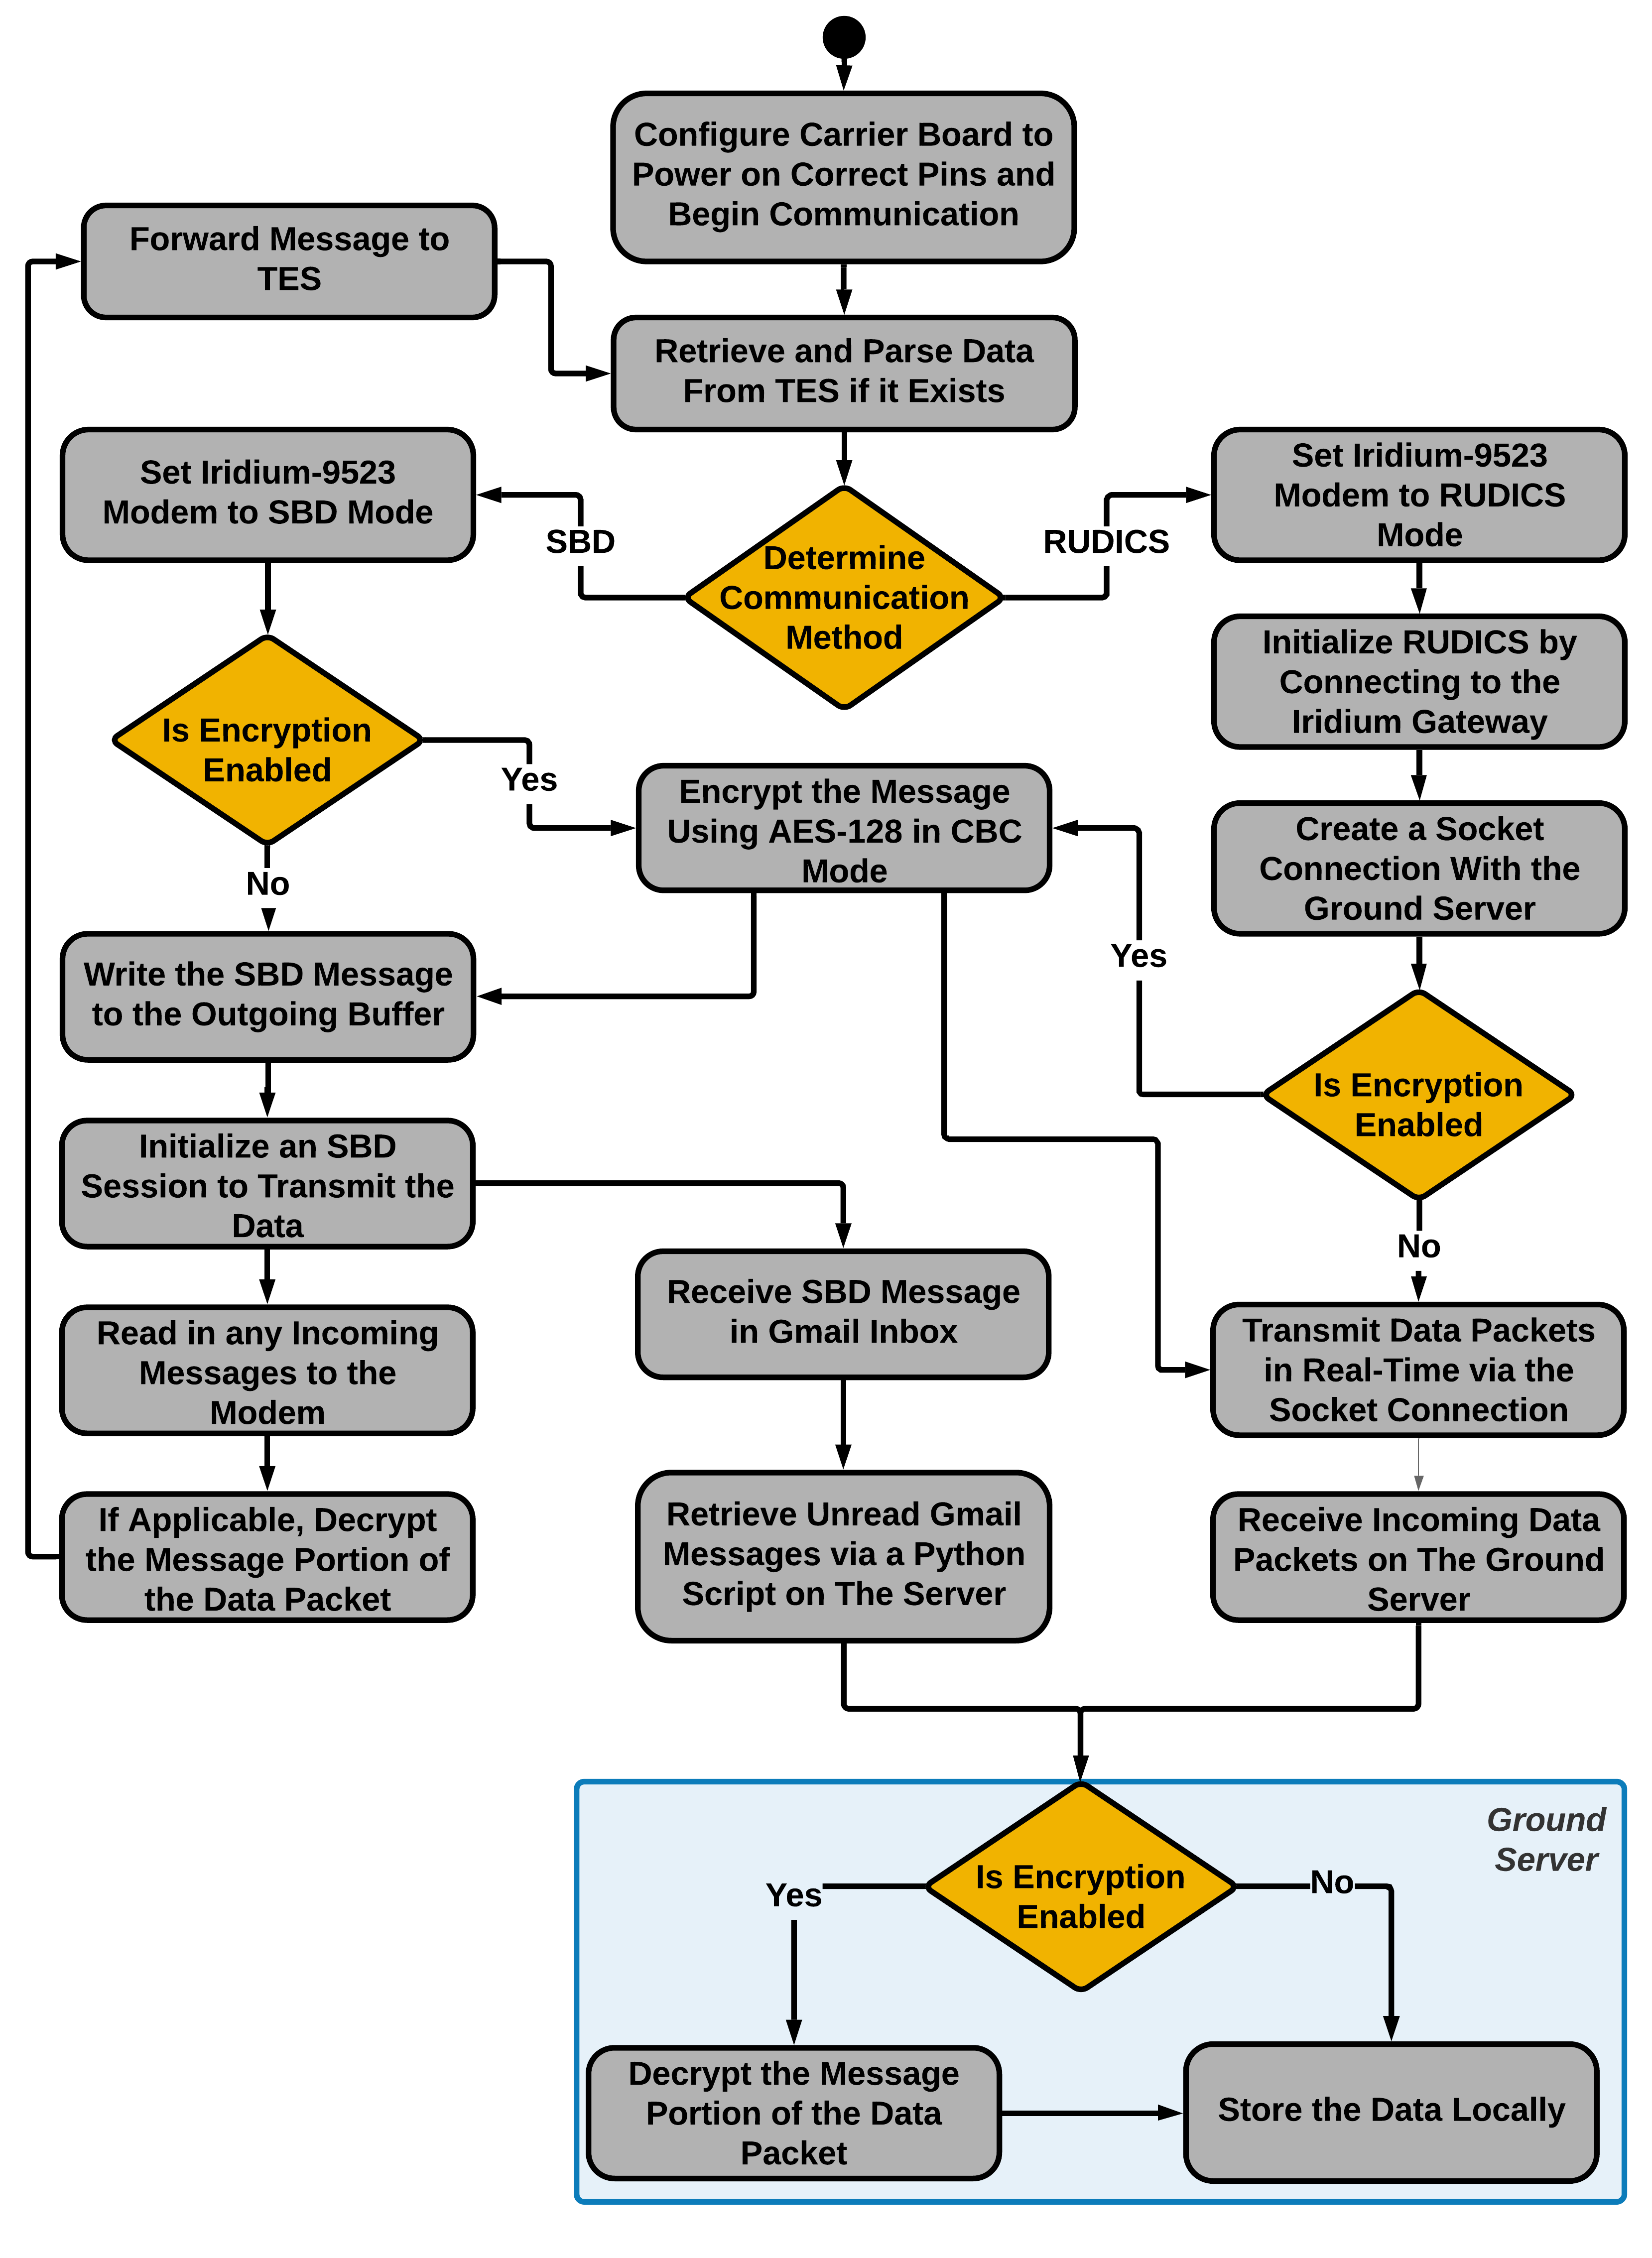 Configure Carrier Board to
Power on Correct Pins and
Begin Communication
Forward Message to
TES
Retrieve and Parse Data
From TES if it Exists
Set Iridium-9523
Modem to SBD Mode
SBD
Determine
Communication
Method
RUDICS
Set Iridium-9523
Modem to RUDICS
Mode
Initialize RUDICS by
Connecting to the
Iridium Gateway
Is Encryption
Enabled
Yes
No
Encrypt the Message
Using AES-128 in CBC
Mode
Create a Socket
Connection With the
Ground Server
Yes
Write the SBD Message
to the Outgoing Buffer
Is Encryption
Enabled
No
Initialize an SBD
Session to Transmit the
Data
Receive SBD Message
in Gmail Inbox
Transmit Data Packets
in Real-Time via the
Socket Connection
Read in any Incoming
Messages to the
Modem
If Applicable, Decrypt
the Message Portion of
the Data Packet
Retrieve Unread Gmail
Messages via a Python
Script on The Server
Receive Incoming Data
Packets on The Ground
Server
Ground
Server
Is Encryption
Enabled
Yes
No
Decrypt the Message
Portion of the Data
Packet
Store the Data Locally